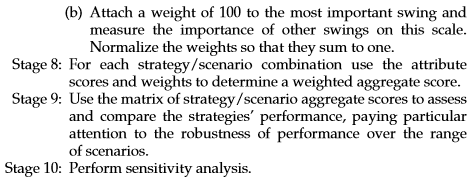 (b) Attach a weight of 100 to the most important swing and
measure the importance of other swings on this scale.
Normalize the weights so that they sum to one.
Stage 8: For each strategy/scenario combination use the attribute
scores and weights to determine a weighted aggregate score.
Stage 9: Use the matrix of strategy/scenario aggregate scores to assess
and compare the strategies' performance, paying particular
attention to the robustness of performance over the range
of scenarios.
Stage 10: Perform sensitivity analysis.